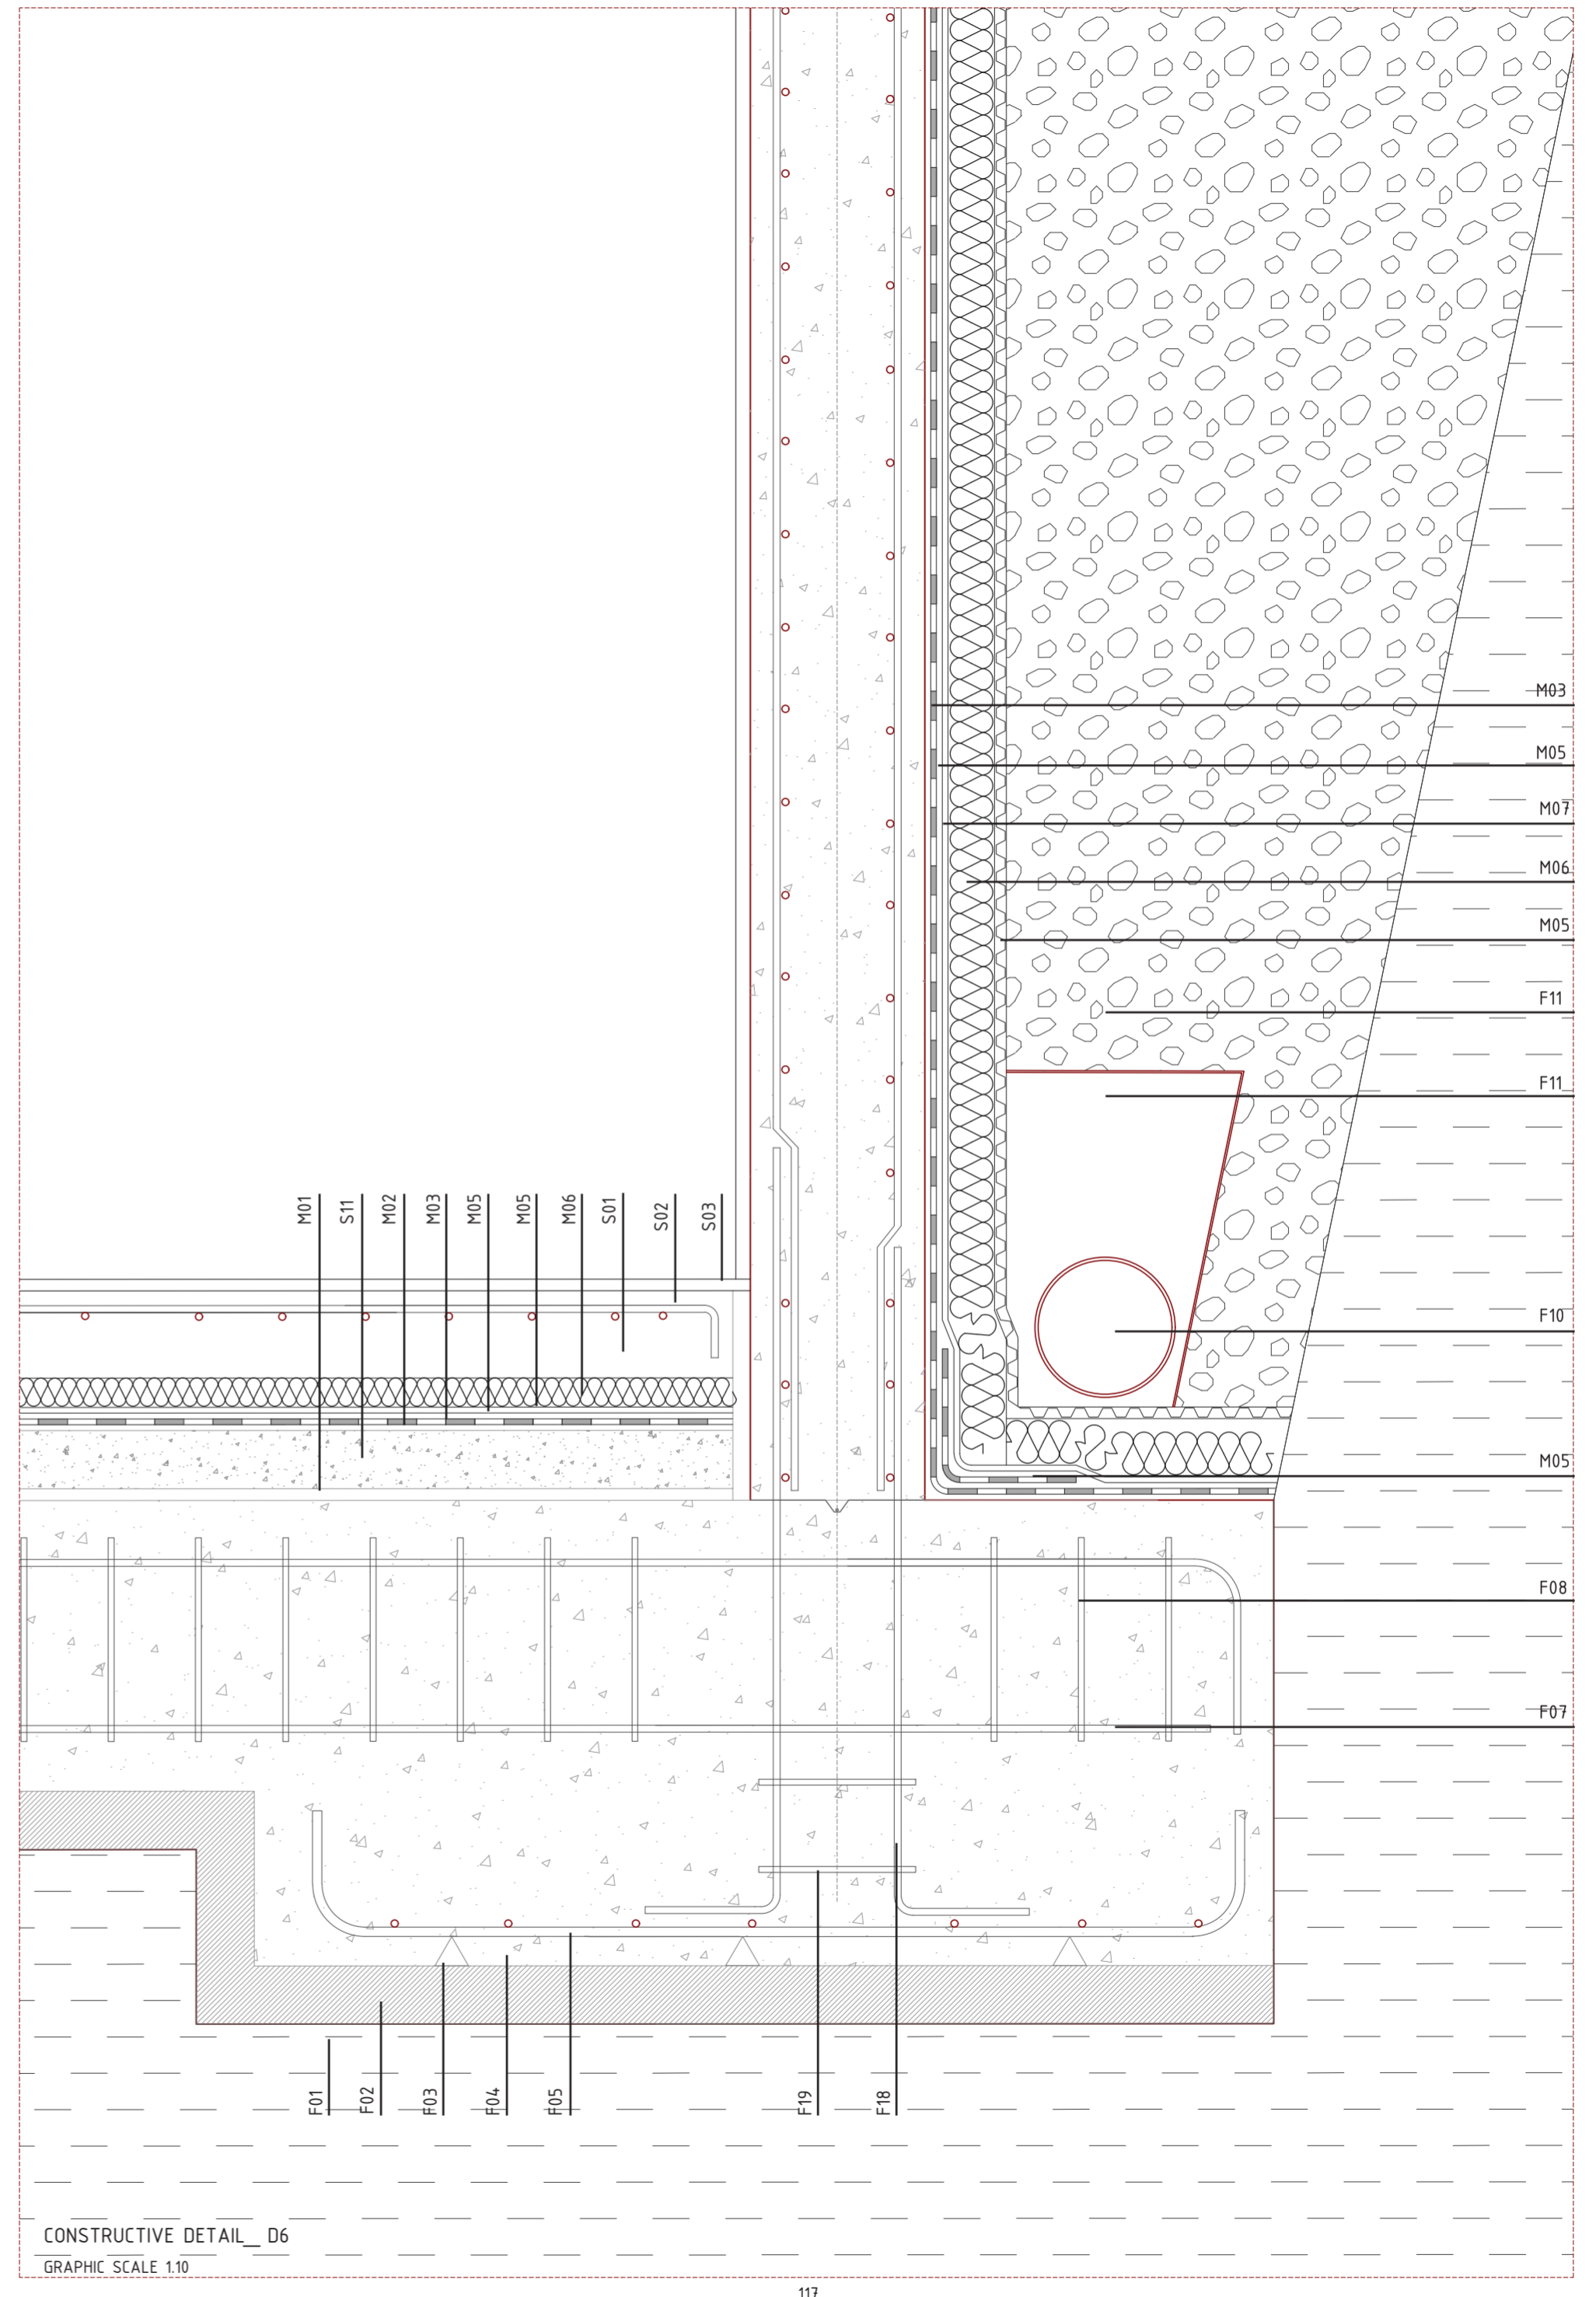 M03
M05
M07
M06
M05
F11
F11
M01
S11
M02
M03
M05
M05
M06
S01
S02
S03
F10
M05
F08
F07
F01
F02
F03
F04
F05
F19
F18
CONSTRUCTIVE DETAIL_ D6
GRAPHIC SCALE 1.10
117